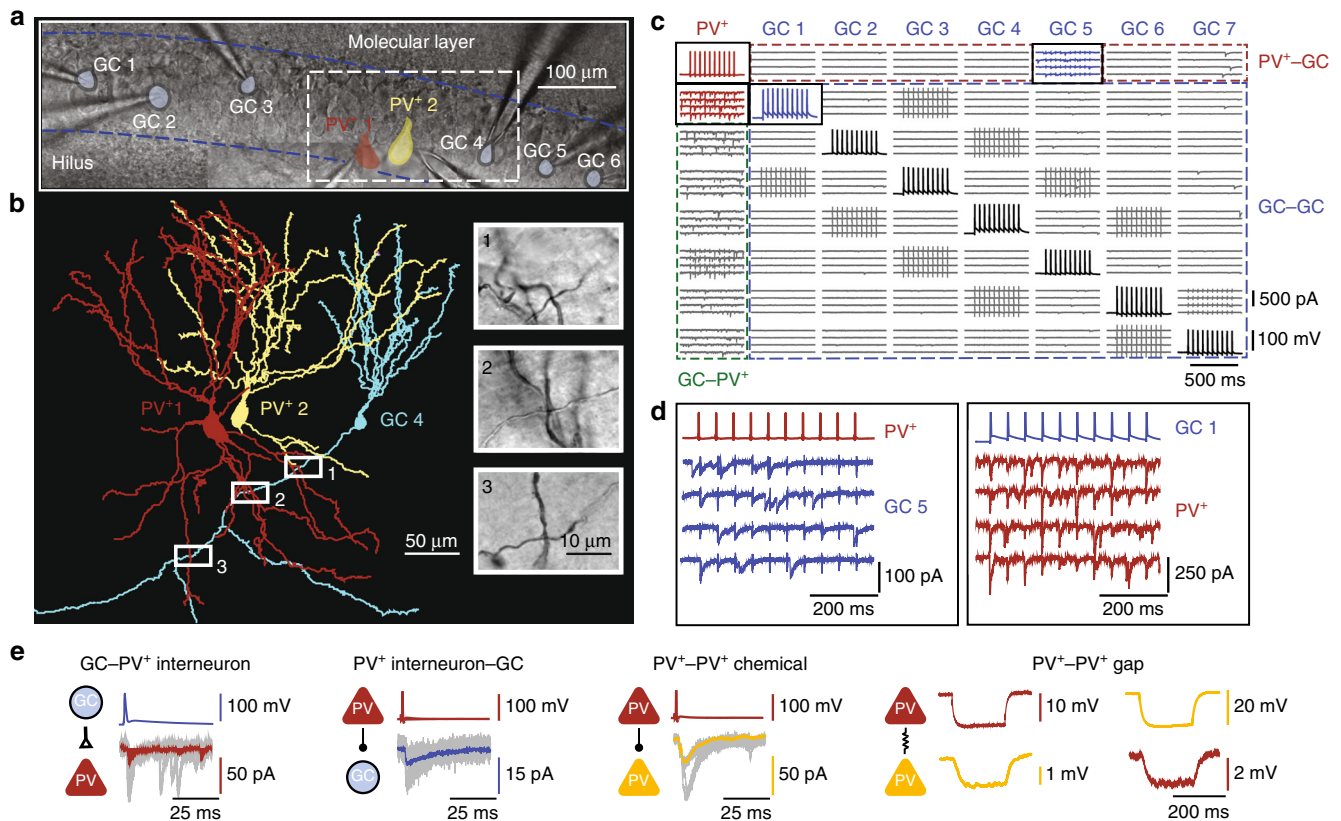 a
Molecular layer
100 µm
GC 1
GC 2
GC 3
PV⁺ 1
PV⁺ 2
GC 4
GC 5
GC 6
Hilus
b
PV⁺1
PV⁺ 2
GC 4
1
2
3
50 µm
1
2
3
10 µm
c
PV⁺ GC 1 GC 2 GC 3 GC 4 GC 5 GC 6 GC 7
PV⁺–GC
GC–GC
500 pA
100 mV
GC–PV⁺
500 ms
d
PV⁺
GC 5
100 pA
200 ms
GC 1
PV⁺
250 pA
200 ms
e
GC–PV⁺ interneuron
GC
PV
100 mV
50 pA
25 ms
PV⁺ interneuron–GC
PV
GC
100 mV
15 pA
25 ms
PV⁺–PV⁺ chemical
PV
PV
100 mV
50 pA
25 ms
PV⁺–PV⁺ gap
PV
PV
10 mV
20 mV
1 mV
2 mV
200 ms